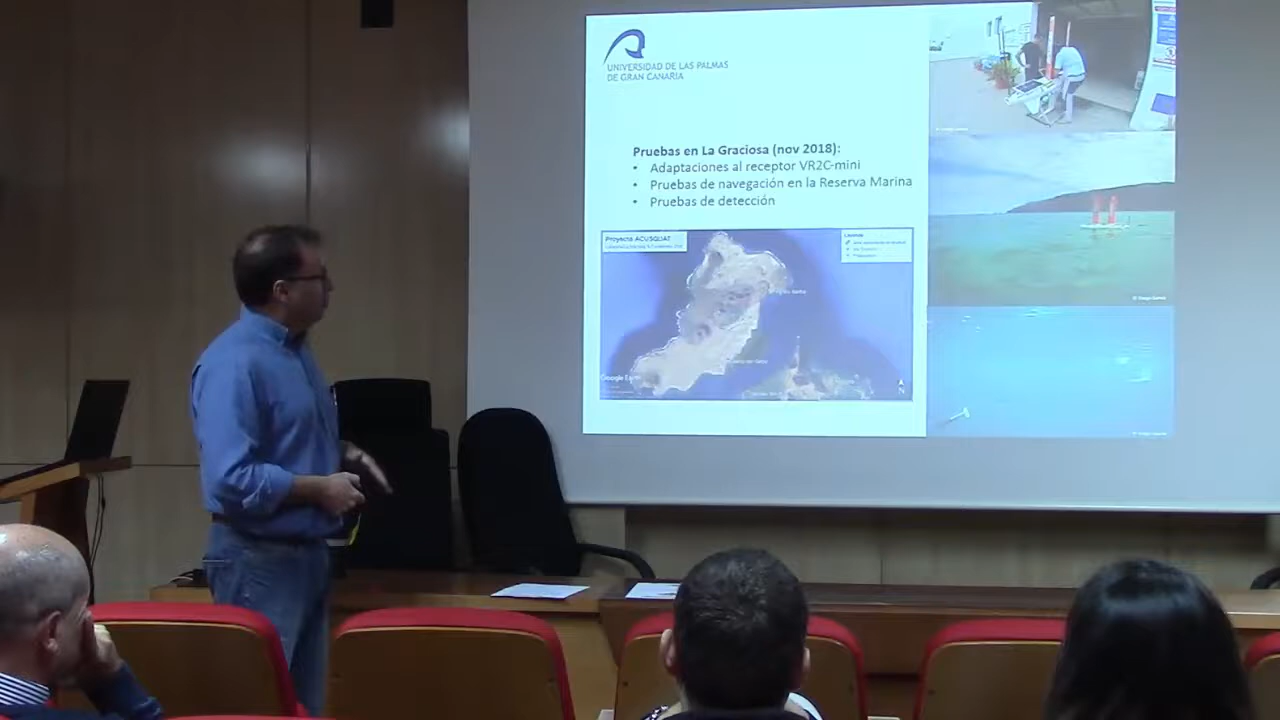 UNIVERSIDAD DE LAS PALMAS
DE GRAN CANARIA
Pruebas en La Graciosa (nov 2018):
• Adaptaciones al receptor VR2C-mini
• Pruebas de navegación en la Reserva Marina
• Pruebas de detección
Proyecto ACUSQUAT
Leyenda
Google Earth
N